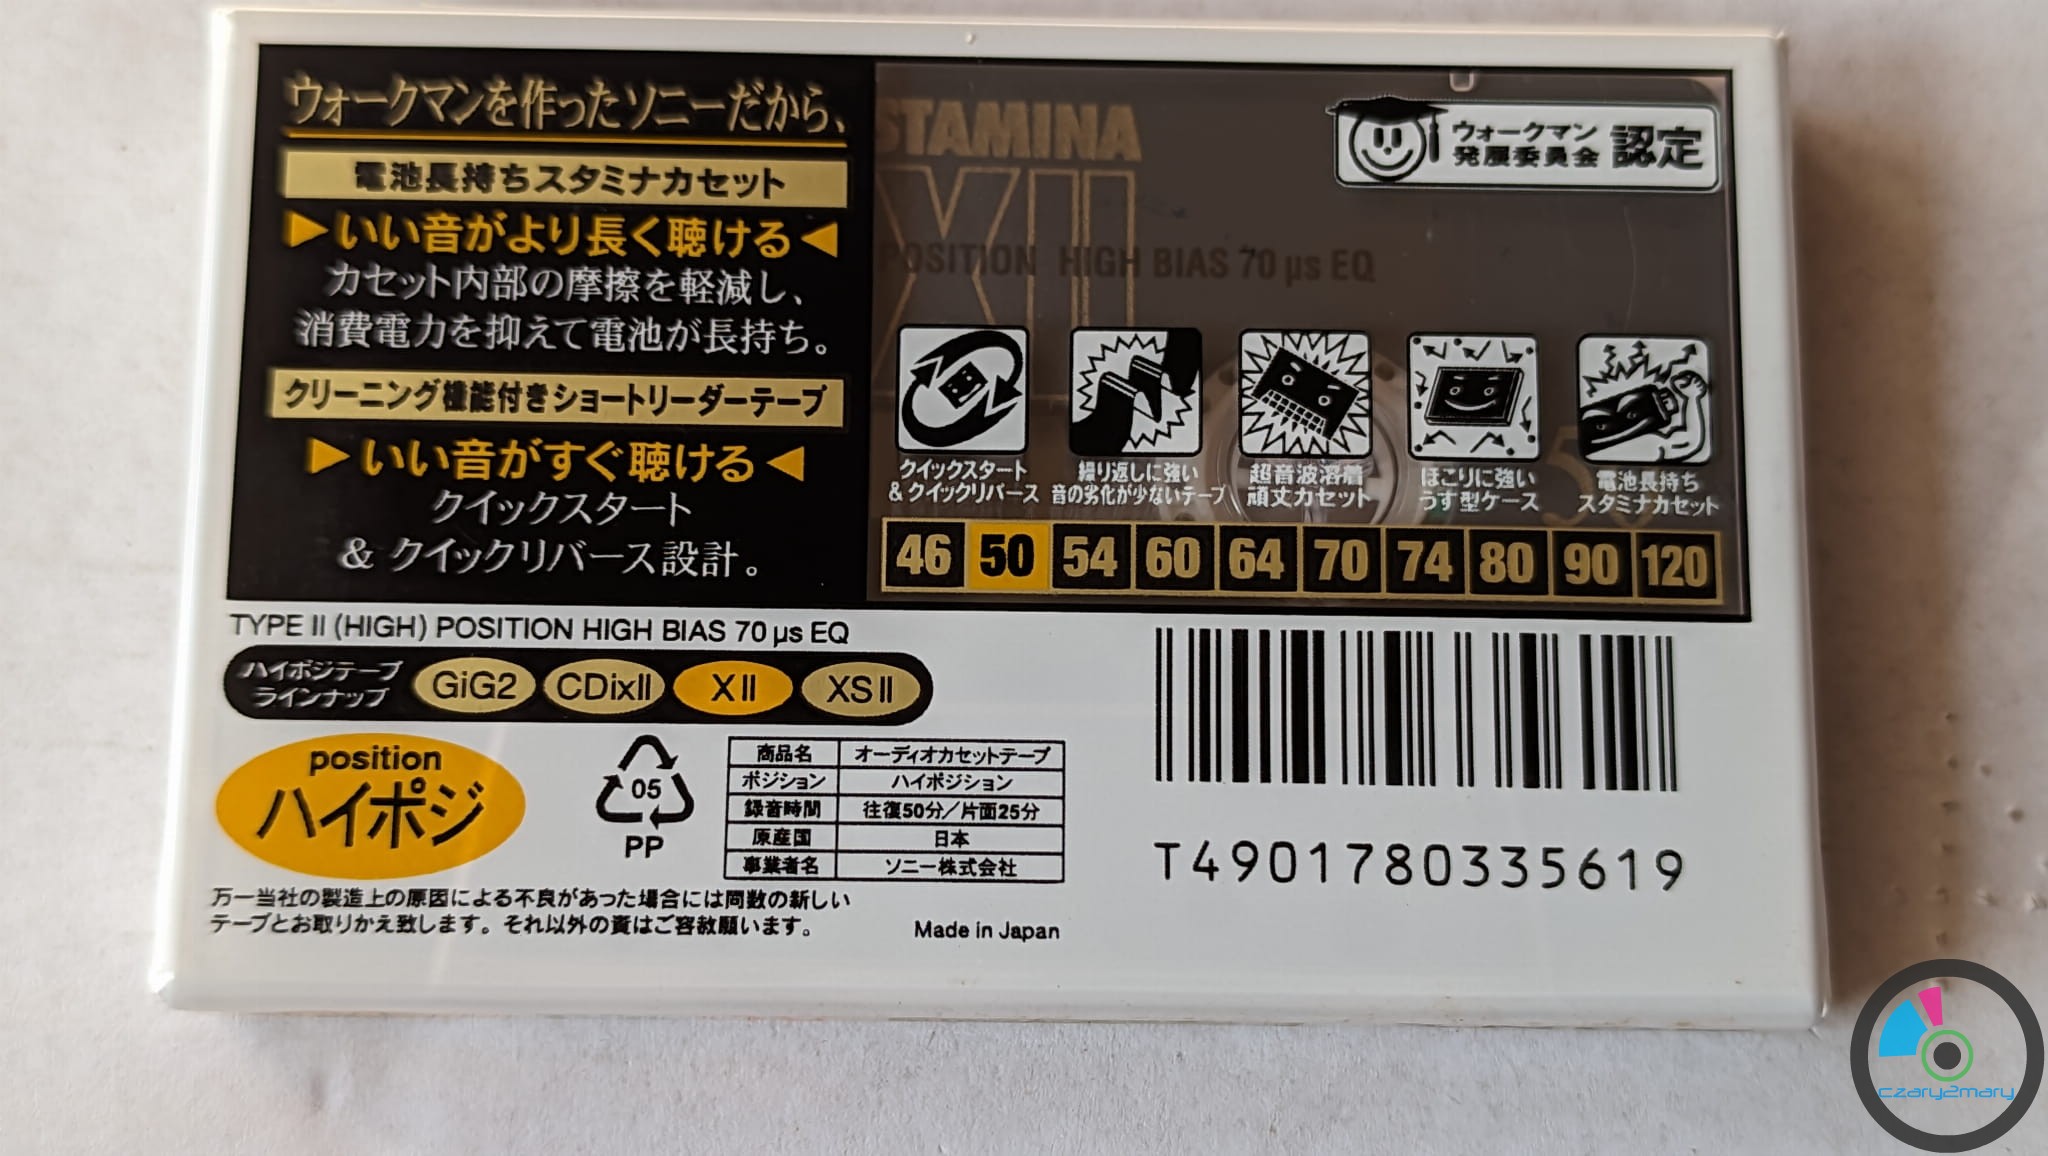 ウォークマンを作ったソニーだから、
電池長持ちスタミナカセット
いい音がより長く聴ける
カセット内部の摩擦を軽減し、
消費電力を抑えて電池が長持ち。
クリーニング機能付きショートリーダーテープ
いい音がすぐ聴ける
クイックスタート
& クイックリバース設計。
STAMINA
XII
POSITION HIGH BIAS 70 µs EQ
ウォークマン
発展委員会
認定
クイックスタート
& クイックリバース
繰り返しに強い
音の劣化が少ないテープ
超音波溶着
頑丈カセット
ほこりに強い
うす型ケース
電池長持ち
スタミナカセット
46 50 54 60 64 70 74 80 90 120
TYPE II (HIGH) POSITION HIGH BIAS 70 µs EQ
ハイポジテープ
ラインナップ
GiG2 CDixII XII XSII
position
ハイポジ
05
PP
商品名 オーディオカセットテープ
ポジション ハイポジション
録音時間 往復50分/片面25分
原産国 日本
事業者名 ソニー株式会社
万一当社の製造上の原因による不良があった場合には同数の新しい
テープとお取りかえ致します。それ以外の責はご容赦願います。
Made in Japan
T4901780335619
czary2mary